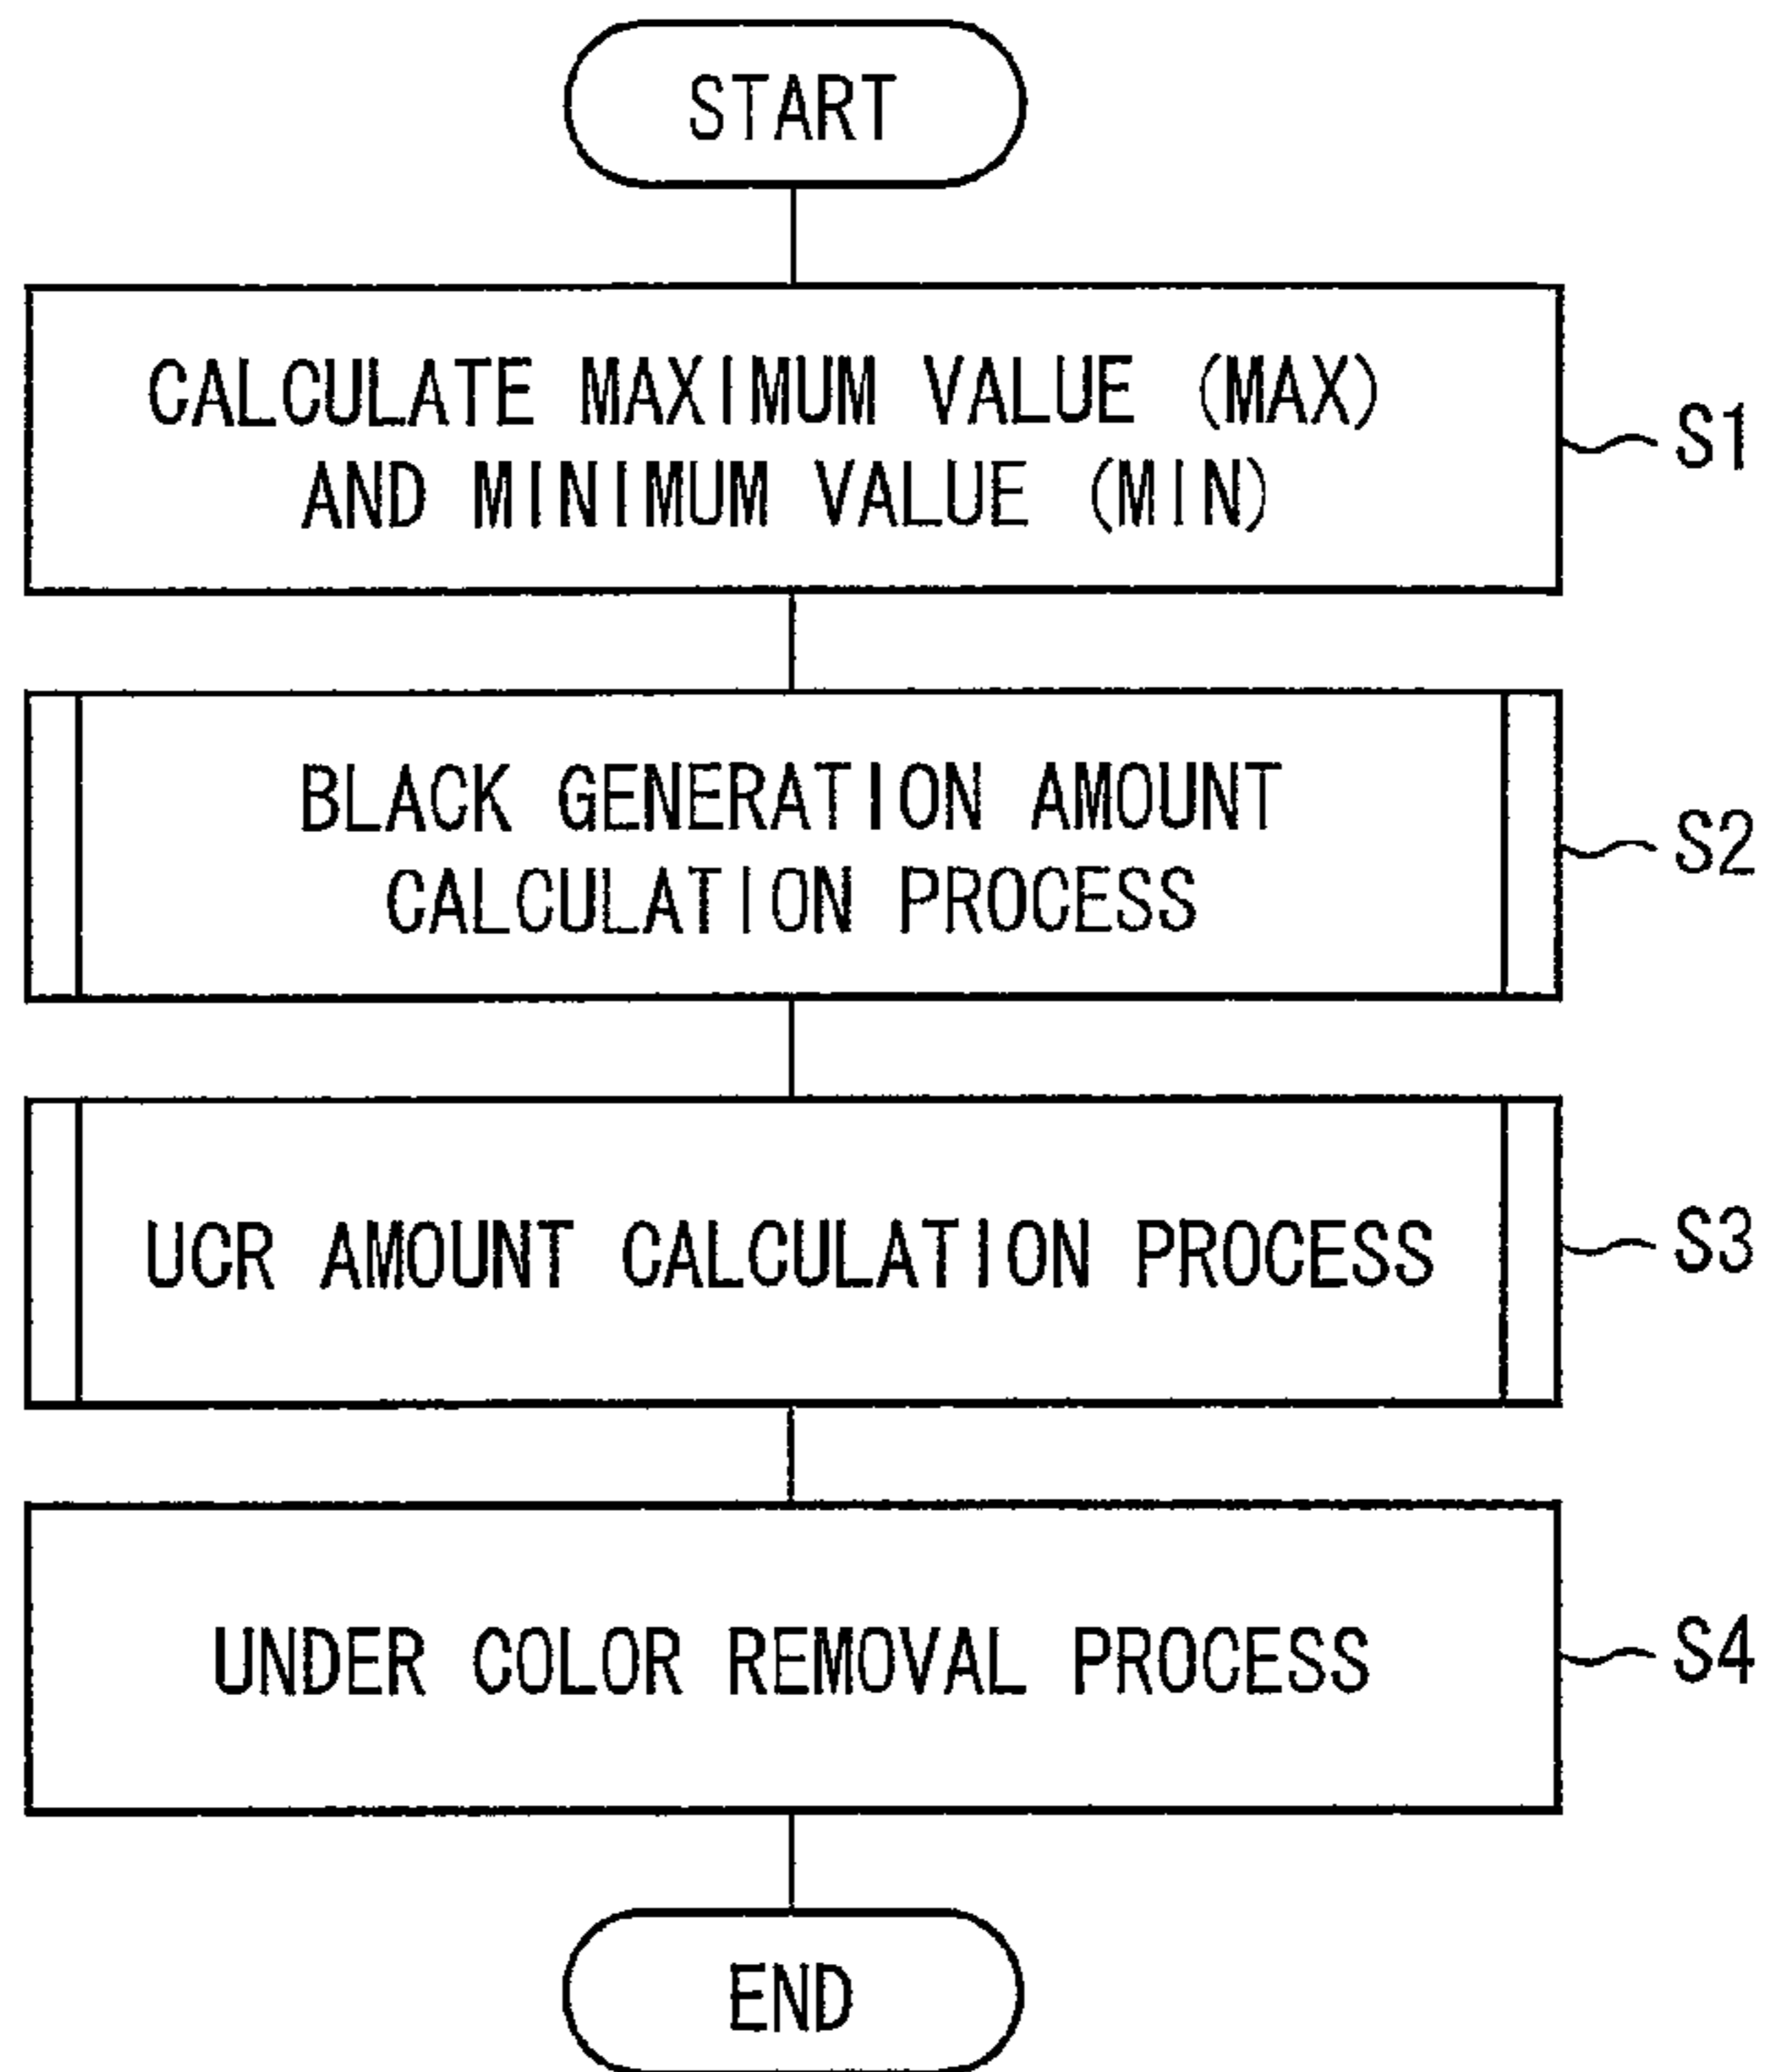 START
CALCULATE MAXIMUM VALUE (MAX)
AND MINIMUM VALUE (MIN)
S1
BLACK GENERATION AMOUNT
CALCULATION PROCESS
S2
UCR AMOUNT CALCULATION PROCESS
S3
UNDER COLOR REMOVAL PROCESS
S4
END